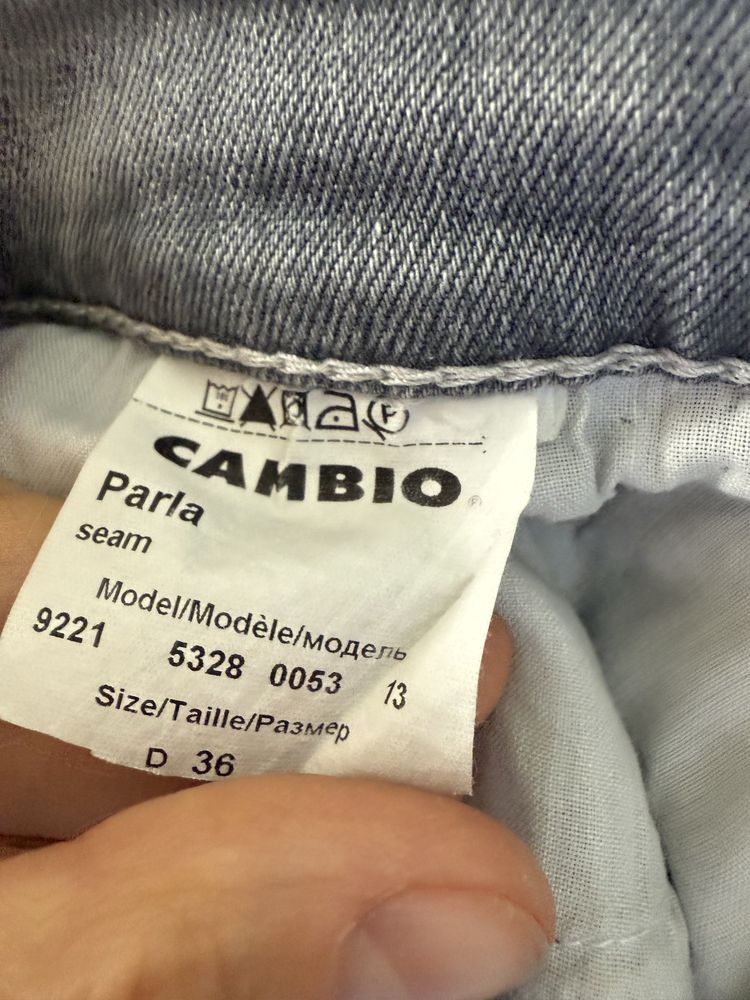 CAMBIO®
Parla
seam
Model/Modèle/модель
9221 5328 0053 13
Size/Taille/Размер
D 36